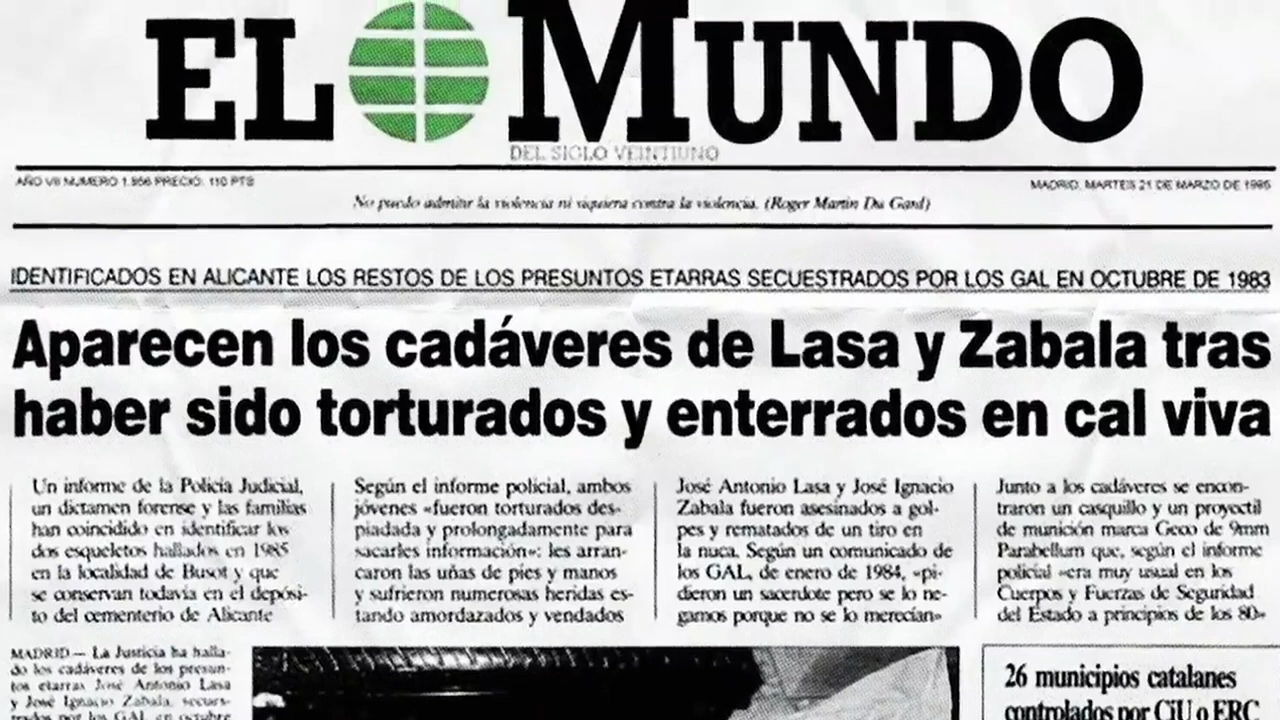 EL MUNDO
DEL SIGLO VEINTIUNO
AÑO VII NUMERO 1.956 PRECIO: 110 PTS
MADRID, MARTES 21 DE MARZO DE 1995
No puedo admitir la violencia ni siquiera contra la violencia. (Roger Martin Du Gard)
IDENTIFICADOS EN ALICANTE LOS RESTOS DE LOS PRESUNTOS ETARRAS SECUESTRADOS POR LOS GAL EN OCTUBRE DE 1983
Aparecen los cadáveres de Lasa y Zabala tras
haber sido torturados y enterrados en cal viva
Un informe de la Policía Judicial,
un dictamen forense y las familias
han coincidido en identificar los
dos esqueletos hallados en 1985
en la localidad de Busot y que
se conservan todavía en el depósi-
to del cementerio de Alicante
Según el informe policial, ambos
jóvenes «fueron torturados des-
piadada y prolongadamente para
sacarles información»: les arran-
caron las uñas de pies y manos
y sufrieron numerosas heridas es-
tando amordazados y vendados
José Antonio Lasa y José Ignacio
Zabala fueron asesinados a gol-
pes y rematados de un tiro en
la nuca. Según un comunicado de
los GAL, de enero de 1984, «pi-
dieron un sacerdote pero se lo ne-
gamos porque no se lo merecían»
Junto a los cadáveres se encon-
traron un casquillo y un proyectil
de munición marca Geco de 9mm
Parabellum que, según el informe
policial «era muy usual en los
Cuerpos y Fuerzas de Seguridad
del Estado a principios de los 80»
MADRID.— La Justicia ha halla-
do los cadáveres de los presun-
tos etarras José Antonio Lasa
y José Ignacio Zabala, secues-
trados por los GAL en octubre
26 municipios catalanes
controlados por CiU o ERC